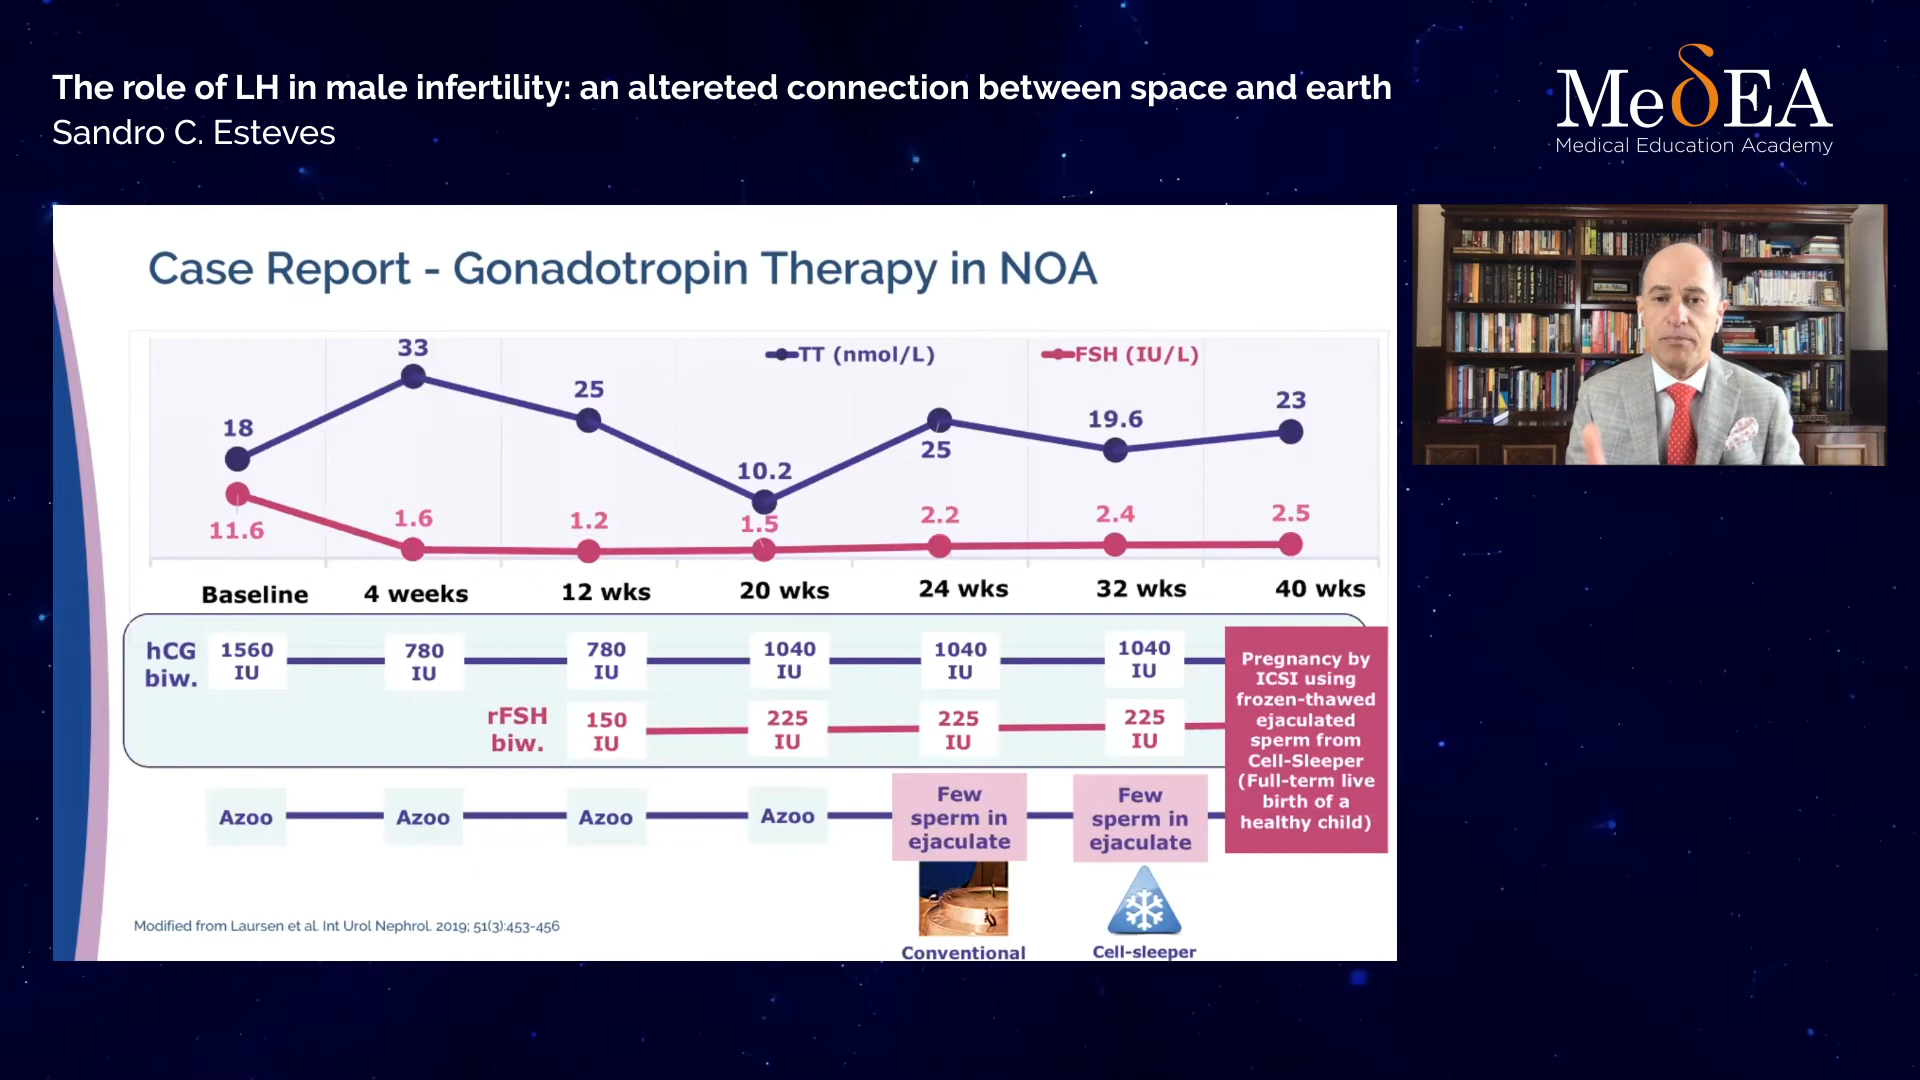 The role of LH in male infertility: an altereted connection between space and earth
Sandro C. Esteves
MeδEA
Medical Education Academy
Case Report - Gonadotropin Therapy in NOA
TT (nmol/L)
FSH (IU/L)
18
33
25
10.2
25
19.6
23
11.6
1.6
1.2
1.5
2.2
2.4
2.5
Baseline
4 weeks
12 wks
20 wks
24 wks
32 wks
40 wks
hCG
biw.
1560
IU
780
IU
780
IU
1040
IU
1040
IU
1040
IU
rFSH
biw.
150
IU
225
IU
225
IU
225
IU
Pregnancy by
ICSI using
frozen-thawed
ejaculated
sperm from
Cell-Sleeper
(Full-term live
birth of a
healthy child)
Azoo
Azoo
Azoo
Azoo
Few
sperm in
ejaculate
Few
sperm in
ejaculate
Conventional
Cell-sleeper
Modified from Laursen et al. Int Urol Nephrol. 2019; 51(3):453-456